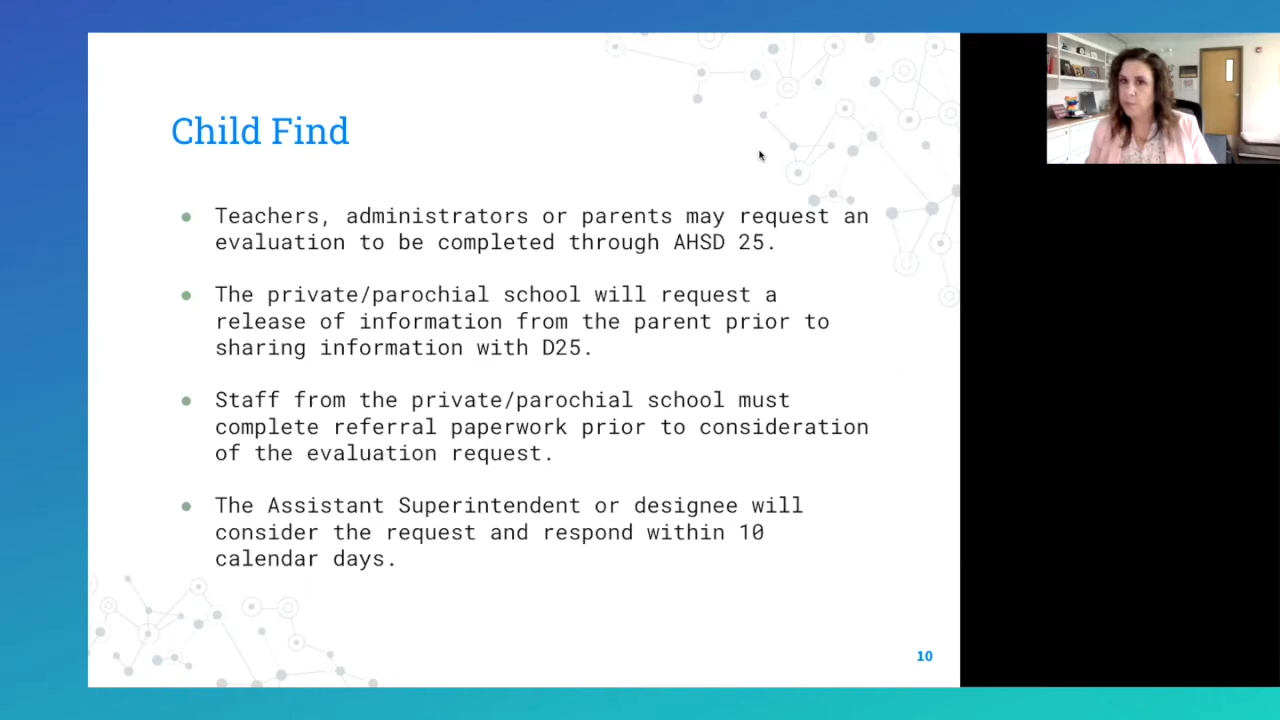 Child Find
● Teachers, administrators or parents may request an
evaluation to be completed through AHSD 25.
● The private/parochial school will request a
release of information from the parent prior to
sharing information with D25.
● Staff from the private/parochial school must
complete referral paperwork prior to consideration
of the evaluation request.
● The Assistant Superintendent or designee will
consider the request and respond within 10
calendar days.
10